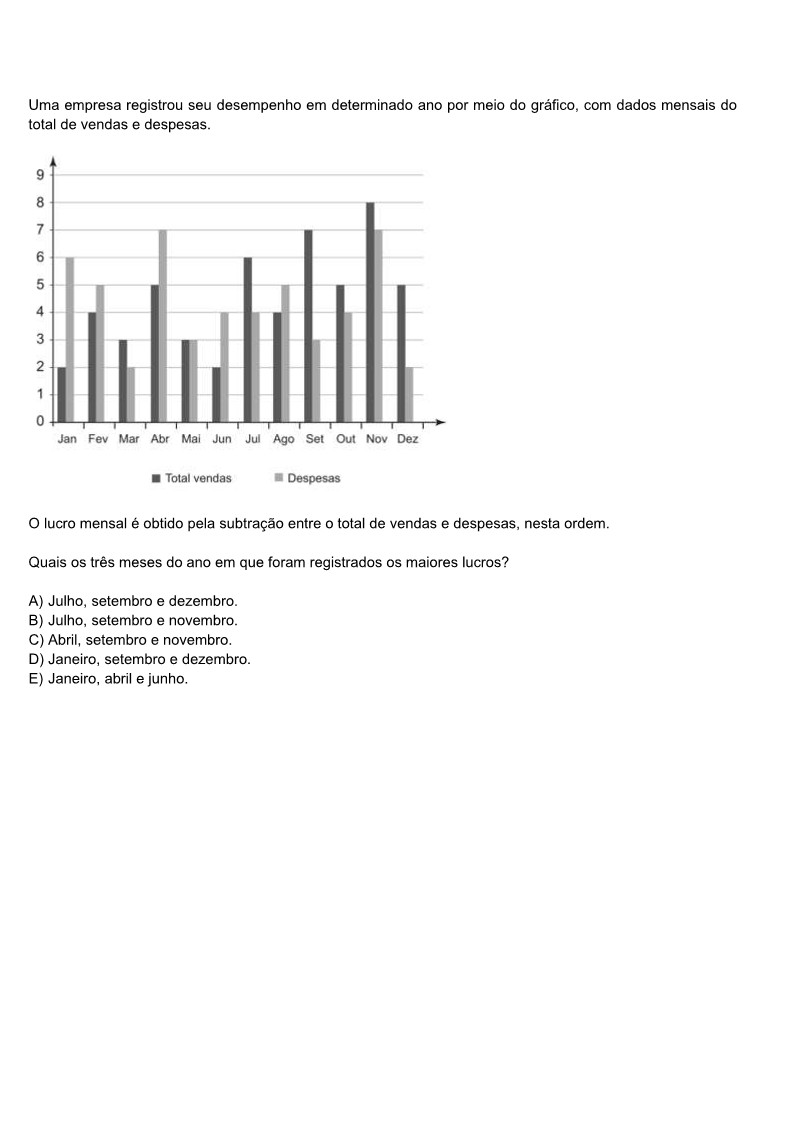 Uma empresa registrou seu desempenho em determinado ano por meio do gráfico, com dados mensais do
total de vendas e despesas.
9
8
7
6
5
4
3
2
1
0
Jan Fev Mar Abr Mai Jun Jul Ago Set Out Nov Dez
Total vendas Despesas
O lucro mensal é obtido pela subtração entre o total de vendas e despesas, nesta ordem.
Quais os três meses do ano em que foram registrados os maiores lucros?
A) Julho, setembro e dezembro.
B) Julho, setembro e novembro.
C) Abril, setembro e novembro.
D) Janeiro, setembro e dezembro.
E) Janeiro, abril e junho.